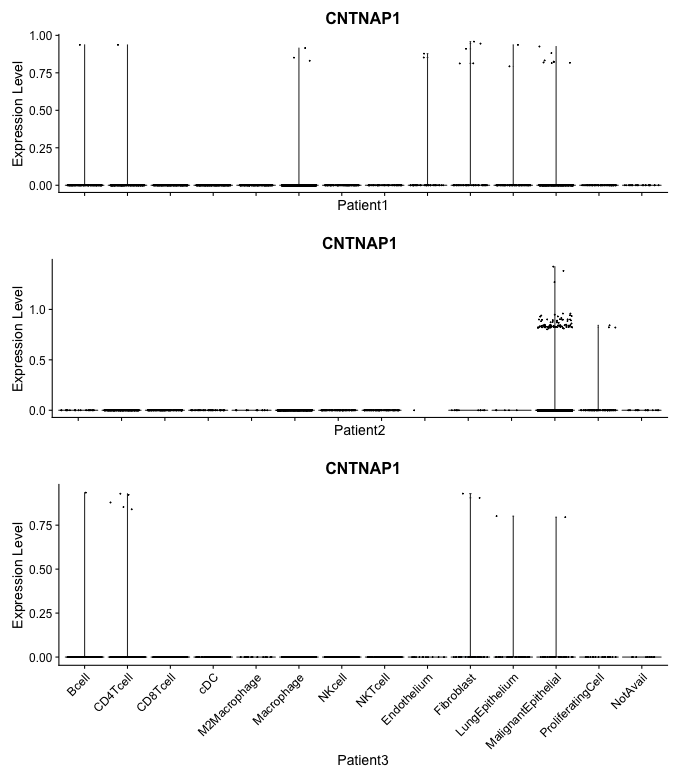 CNTNAP1
Expression Level
1.00
0.75
0.50
0.25
0.00
Patient1
CNTNAP1
Expression Level
1.0
0.5
0.0
Patient2
CNTNAP1
Expression Level
0.75
0.50
0.25
0.00
Bcell
CD4Tcell
CD8Tcell
cDC
M2Macrophage
Macrophage
NKcell
NKTcell
Endothelium
Fibroblast
LungEpithelium
MalignantEpithelial
ProliferatingCell
NotAvail
Patient3